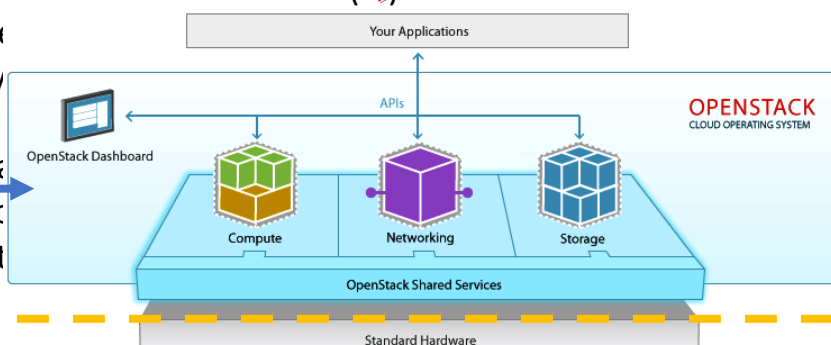 Your Applications
APIs
OPENSTACK
CLOUD OPERATING SYSTEM
OpenStack Dashboard
Compute
Networking
Storage
OpenStack Shared Services
Standard Hardware